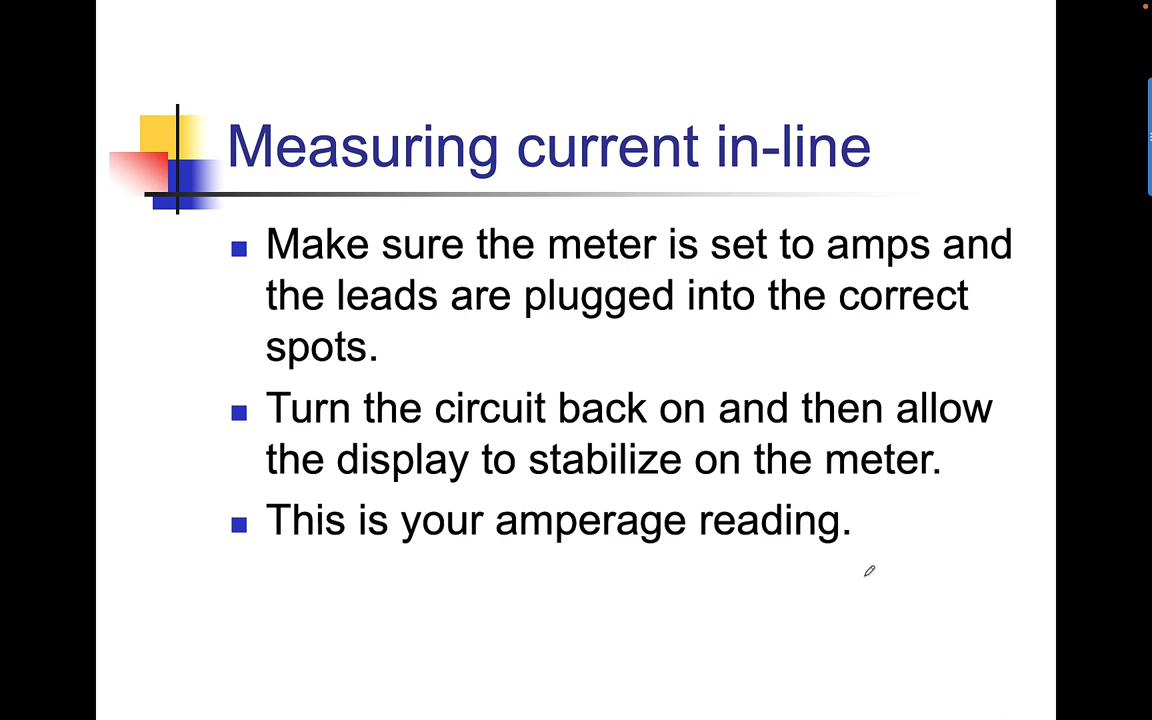 Measuring current in-line
Make sure the meter is set to amps and
the leads are plugged into the correct
spots.
Turn the circuit back on and then allow
the display to stabilize on the meter.
This is your amperage reading.